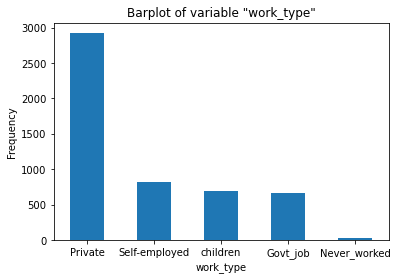 Barplot of variable "work_type"
3000
2500
2000
1500
1000
500
0
Frequency
Private Self-employed children Govt_job Never_worked
work_type